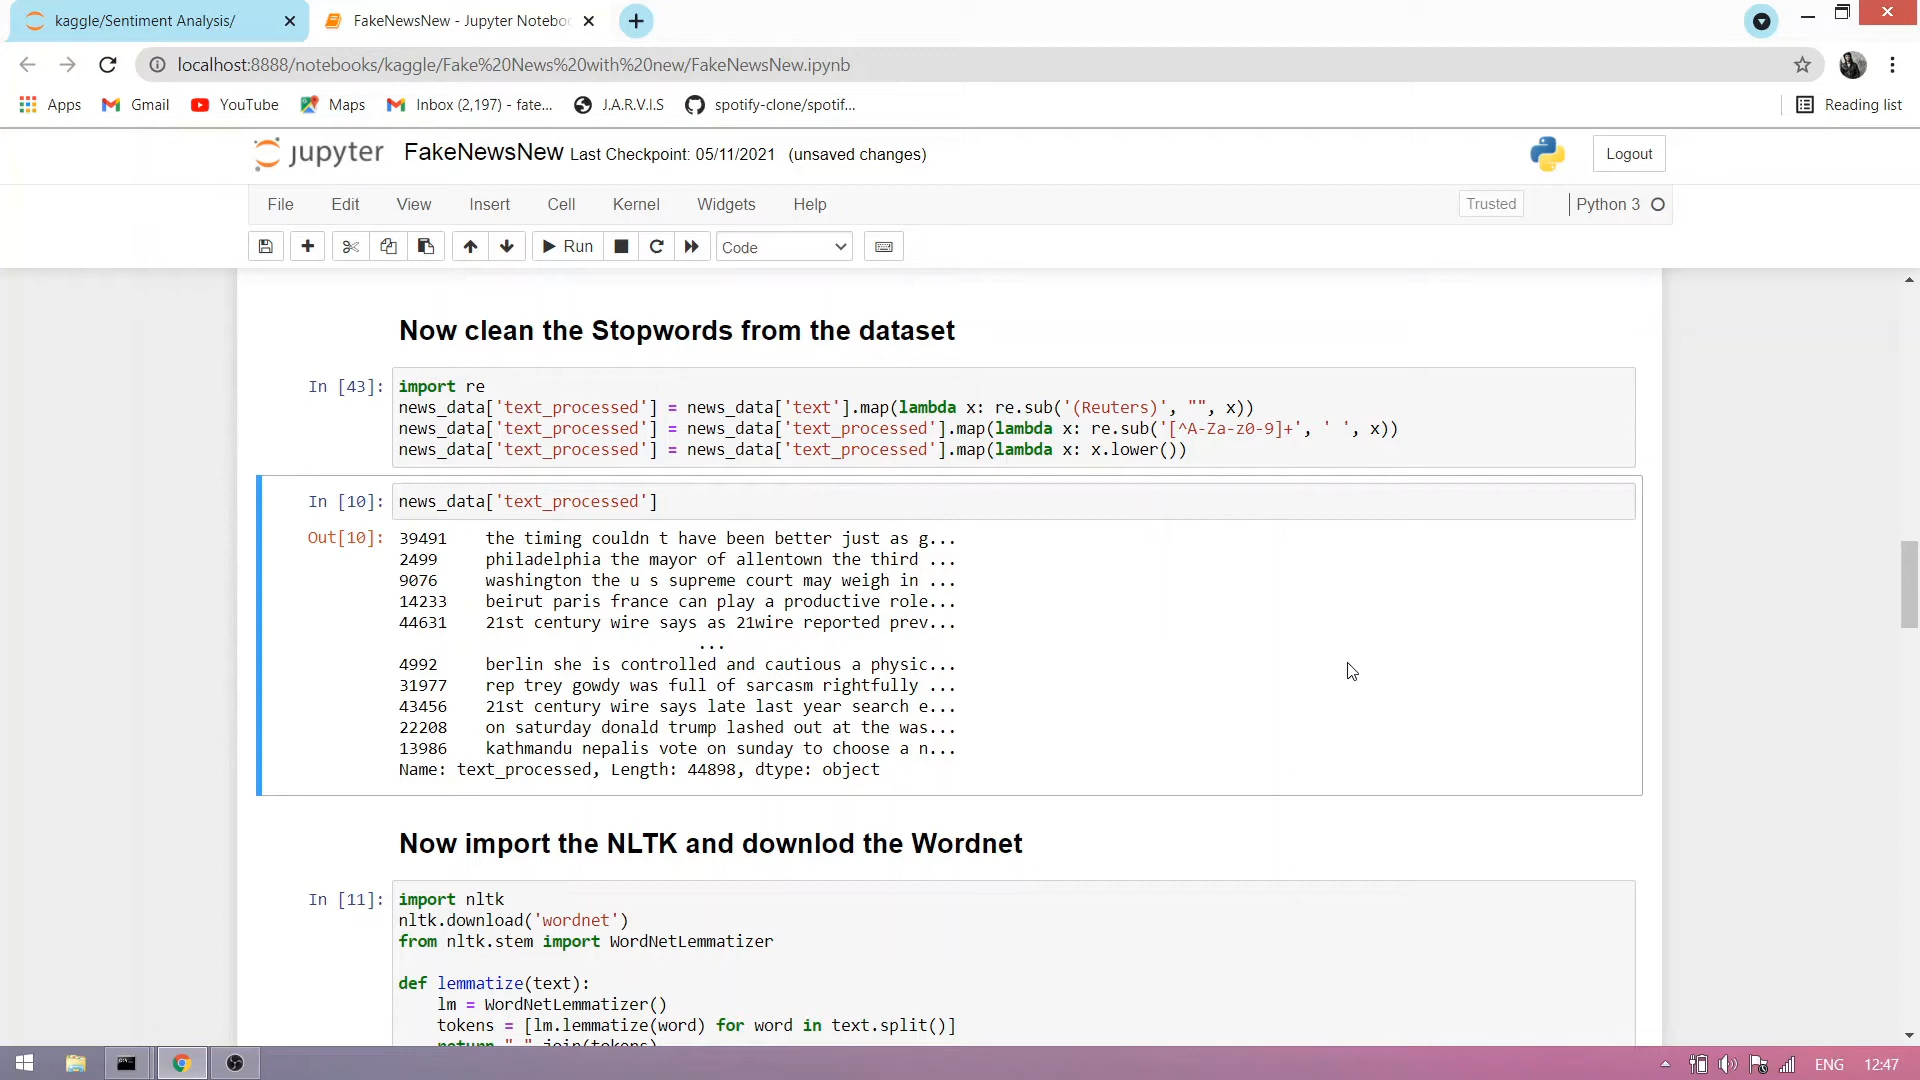 kaggle/Sentiment Analysis/
FakeNewsNew - Jupyter Notebo
localhost:8888/notebooks/kaggle/Fake%20News%20with%20new/FakeNewsNew.ipynb
Apps Gmail YouTube Maps Inbox (2,197) - fate... J.A.R.V.I.S spotify-clone/spotif... Reading list
jupyter FakeNewsNew Last Checkpoint: 05/11/2021 (unsaved changes) Logout
File Edit View Insert Cell Kernel Widgets Help Trusted Python 3
Run Code
Now clean the Stopwords from the dataset
In [43]: import re
news_data['text_processed'] = news_data['text'].map(lambda x: re.sub('(Reuters)', "", x))
news_data['text_processed'] = news_data['text_processed'].map(lambda x: re.sub('[^A-Za-z0-9]+', ' ', x))
news_data['text_processed'] = news_data['text_processed'].map(lambda x: x.lower())
In [10]: news_data['text_processed']
Out[10]: 39491 the timing couldn t have been better just as g...
2499 philadelphia the mayor of allentown the third ...
9076 washington the u s supreme court may weigh in ...
14233 beirut paris france can play a productive role...
44631 21st century wire says as 21wire reported prev...
...
4992 berlin she is controlled and cautious a physic...
31977 rep trey gowdy was full of sarcasm rightfully ...
43456 21st century wire says late last year search e...
22208 on saturday donald trump lashed out at the was...
13986 kathmandu nepalis vote on sunday to choose a n...
Name: text_processed, Length: 44898, dtype: object
Now import the NLTK and downlod the Wordnet
In [11]: import nltk
nltk.download('wordnet')
from nltk.stem import WordNetLemmatizer
def lemmatize(text):
lm = WordNetLemmatizer()
tokens = [lm.lemmatize(word) for word in text.split()]
return " ".join(tokens)
ENG 12:47